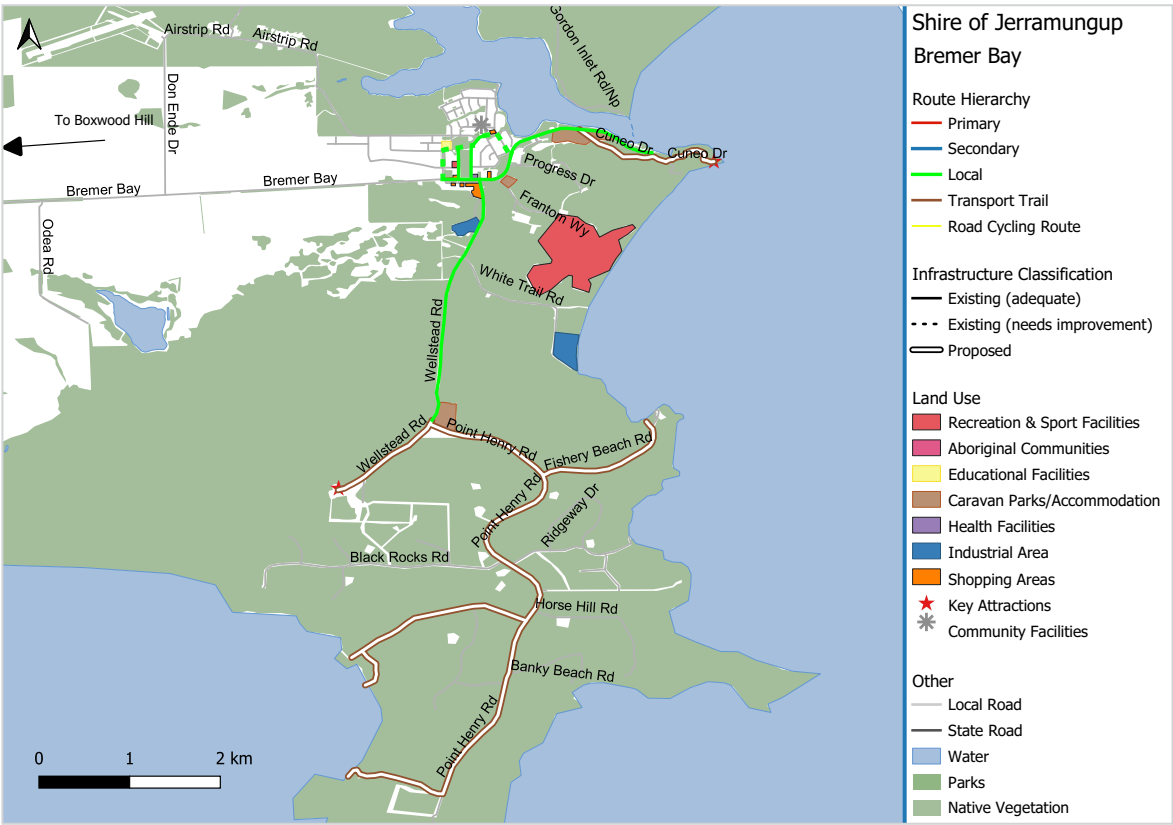 Airstrip Rd
Airstrip Rd
Gordon Inlet Rd/Np
Don Ende Dr
To Boxwood Hill
Cuneo Dr
Cuneo Dr
Progress Dr
Bremer Bay
Bremer Bay
Frantom Wy
Odea Rd
White Trail Rd
Wellstead Rd
Wellstead Rd
Point Henry Rd
Fishery Beach Rd
Point Henry Rd
Ridgeway Dr
Black Rocks Rd
Horse Hill Rd
Banky Beach Rd
Point Henry Rd
0 1 2 km
Shire of Jerramungup
Bremer Bay
Route Hierarchy
Primary
Secondary
Local
Transport Trail
Road Cycling Route
Infrastructure Classification
Existing (adequate)
Existing (needs improvement)
Proposed
Land Use
Recreation & Sport Facilities
Aboriginal Communities
Educational Facilities
Caravan Parks/Accommodation
Health Facilities
Industrial Area
Shopping Areas
Key Attractions
Community Facilities
Other
Local Road
State Road
Water
Parks
Native Vegetation